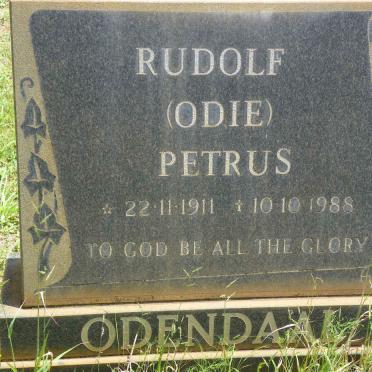 RUDOLF
(ODIE)
PETRUS
* 22·11·1911 † 10·10·1988
TO GOD BE ALL THE GLORY
ODENDAAL